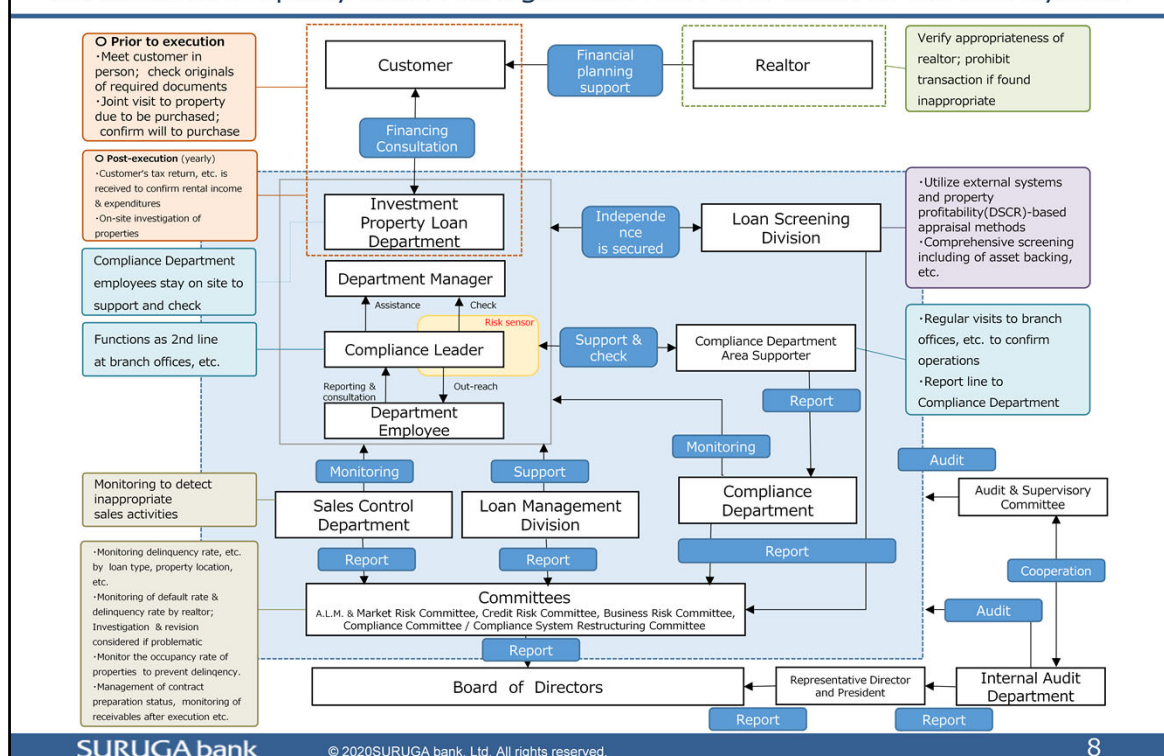 O Prior to execution
・Meet customer in
person; check originals
of required documents
・Joint visit to property
due to be purchased;
confirm will to purchase
Customer
Financial
planning
support
Realtor
Verify appropriateness of
realtor; prohibit
transaction if found
inappropriate
Financing
Consultation
O Post-execution (yearly)
・Customer's tax return, etc. is
received to confirm rental income
& expenditures
・On-site investigation of
properties
Investment
Property Loan
Department
Independe
nce
is secured
Loan Screening
Division
・Utilize external systems
and property
profitability(DSCR)-based
appraisal methods
・Comprehensive screening
including of asset backing,
etc.
Compliance Department
employees stay on site to
support and check
Department Manager
Assistance
Check
Risk sensor
Functions as 2nd line
at branch offices, etc.
Compliance Leader
Support &
check
Compliance Department
Area Supporter
・Regular visits to branch
offices, etc. to confirm
operations
・Report line to
Compliance Department
Reporting &
consultation
Out-reach
Report
Department
Employee
Monitoring
Support
Monitoring
Audit
Monitoring to detect
inappropriate
sales activities
Sales Control
Department
Loan Management
Division
Compliance
Department
Audit & Supervisory
Committee
Report
Report
Report
Cooperation
・Monitoring delinquency rate, etc.
by loan type, property location,
etc.
・Monitoring of default rate &
delinquency rate by realtor;
Investigation & revision
considered if problematic
・Monitor the occupancy rate of
properties to prevent delinqency.
・Management of contract
preparation status, monitoring of
receivables after execution etc.
Committees
A.L.M. & Market Risk Committee, Credit Risk Committee, Business Risk Committee,
Compliance Committee / Compliance System Restructuring Committee
Audit
Report
Board of Directors
Representative Director
and President
Internal Audit
Department
Report
Report
SURUGA bank
© 2020SURUGA bank, Ltd. All rights reserved.
8